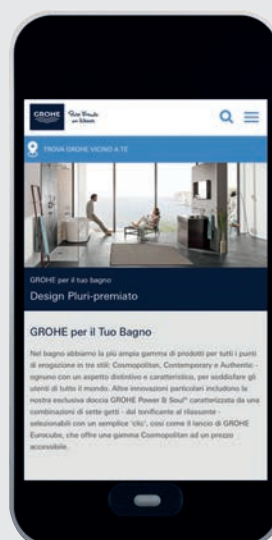 GROHE
Pure Freude
an Wasser
TROVA GROHE VICINO A TE
GROHE per il tuo bagno
Design Pluri-premiato
GROHE per il Tuo Bagno
Nel bagno abbiamo la più ampia gamma di prodotti per tutti i punti
di erogazione in tre stili: Cosmopolitan, Contemporary e Authentic -
ognuno con un aspetto distintivo e caratteristico, per soddisfare gli
utenti di tutto il mondo. Altre innovazioni particolari includono la
nostra esclusiva doccia GROHE Power & Soul® caratterizzata da una
combinazioni di sette getti - dal tonificante al rilassante -
selezionabili con un semplice 'clic', così come il lancio di GROHE
Eurocube, che offre una gamma Cosmopolitan ad un prezzo
accessibile.